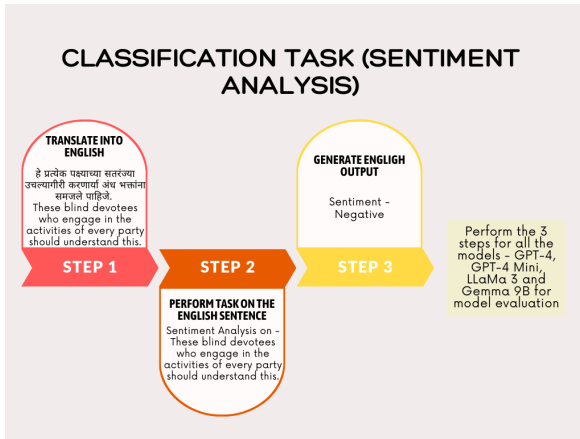 CLASSIFICATION TASK (SENTIMENT
ANALYSIS)
TRANSLATE INTO
ENGLISH
हे प्रत्येक पक्ष्याच्या सतरंज्या
उचल्यागीरी करणार्या अंध भक्तांना
समजले पाहिजे.
These blind devotees
who engage in the
activities of every party
should understand this.
STEP 1
STEP 2
PERFORM TASK ON THE
ENGLISH SENTENCE
Sentiment Analysis on -
These blind devotees
who engage in the
activities of every party
should understand this.
GENERATE ENGLIGH
OUTPUT
Sentiment -
Negative
STEP 3
Perform the 3
steps for all the
models - GPT-4,
GPT-4 Mini,
LLaMa 3 and
Gemma 9B for
model evaluation